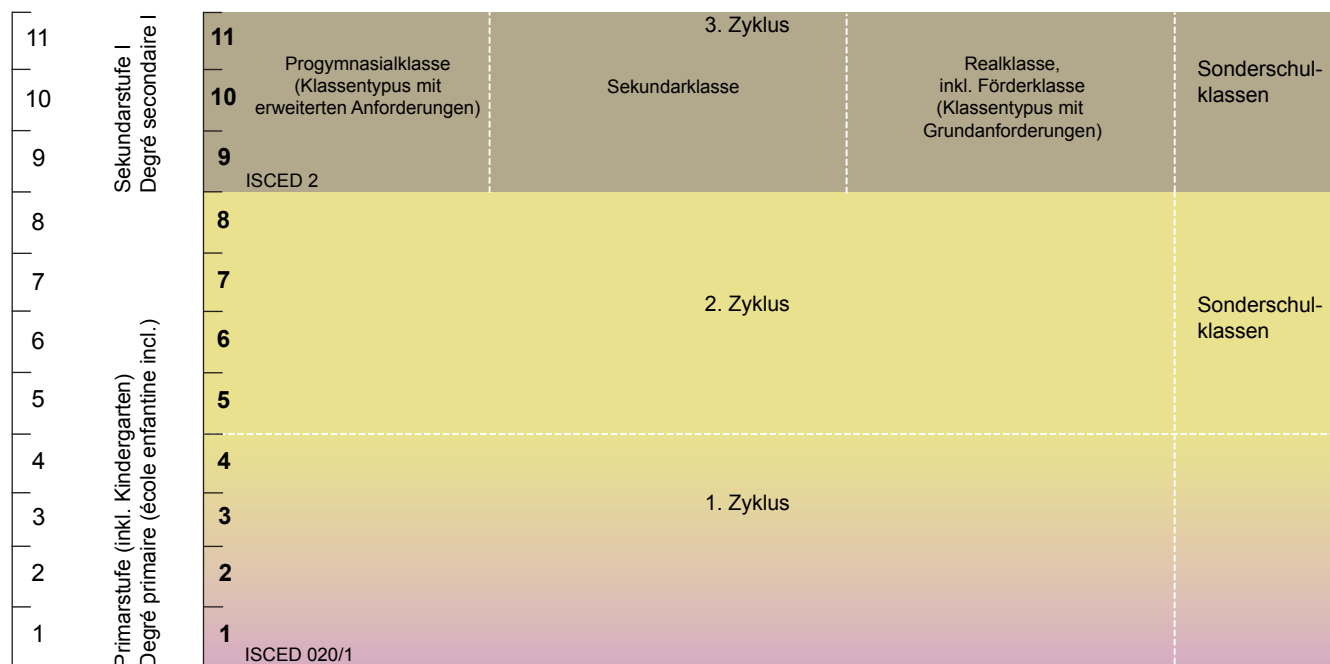 11
10
9
8
7
6
5
4
3
2
1
Sekundarstufe I
Degré secondaire I
Primarstufe (inkl. Kindergarten)
Degré primaire (école enfantine incl.)
11
10
9
8
7
6
5
4
3
2
1
3. Zyklus
Progymnasialklasse
(Klassentypus mit
erweiterten Anforderungen)
Sekundarklasse
Realklasse,
inkl. Förderklasse
(Klassentypus mit
Grundanforderungen)
Sonderschul-
klassen
ISCED 2
2. Zyklus
Sonderschul-
klassen
1. Zyklus
ISCED 020/1